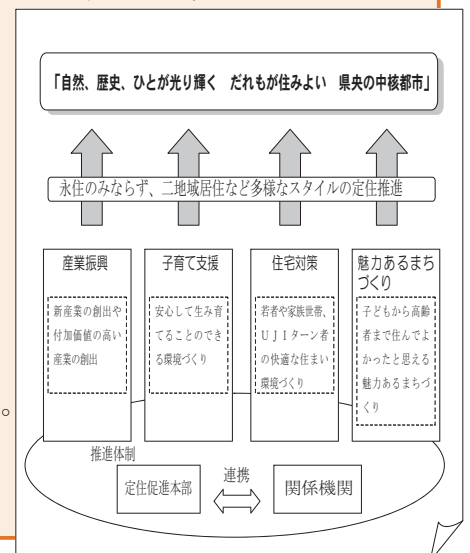 「自然、歴史、ひとが光り輝く　だれもが住みよい　県央の中核都市」
永住のみならず、二地域居住など多様なスタイルの定住推進
産業振興
新産業の創出や
付加価値の高い
産業の創出
子育て支援
安心して生み育
てることのでき
る環境づくり
住宅対策
若者や家族世帯、
ＵＪＩターン者
の快適な住まい
環境づくり
魅力あるまち
づくり
子どもから高齢
者まで住んでよ
かったと思える
魅力あるまちづ
くり
。
推進体制
定住促進本部
連携
関係機関